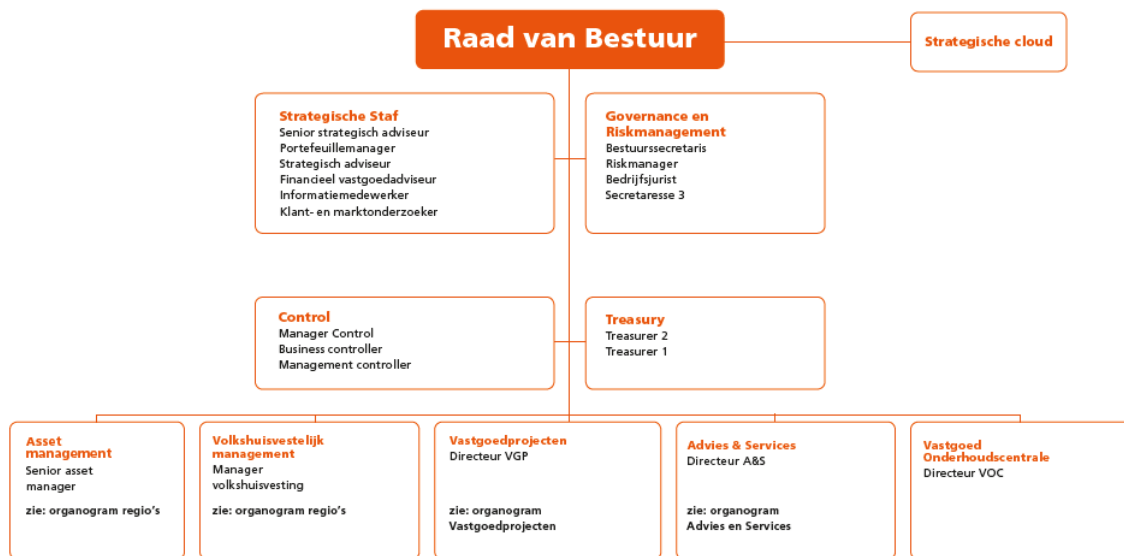 Raad van Bestuur
Strategische cloud
Strategische Staf
Senior strategisch adviseur
Portefeuillemanager
Strategisch adviseur
Financieel vastgoedadviseur
Informatiemedewerker
Klant- en marktonderzoeker
Governance en
Riskmanagement
Bestuurssecretaris
Riskmanager
Bedrijfsjurist
Secretaresse 3
Control
Manager Control
Business controller
Management controller
Treasury
Treasurer 2
Treasurer 1
Asset
management
Senior asset
manager
zie: organogram regio's
Volkshuisvestelijk
management
Manager
volkshuisvesting
zie: organogram regio's
Vastgoedprojecten
Directeur VGP
zie: organogram
Vastgoedprojecten
Advies & Services
Directeur A&S
zie: organogram
Advies en Services
Vastgoed
Onderhoudscentrale
Directeur VOC